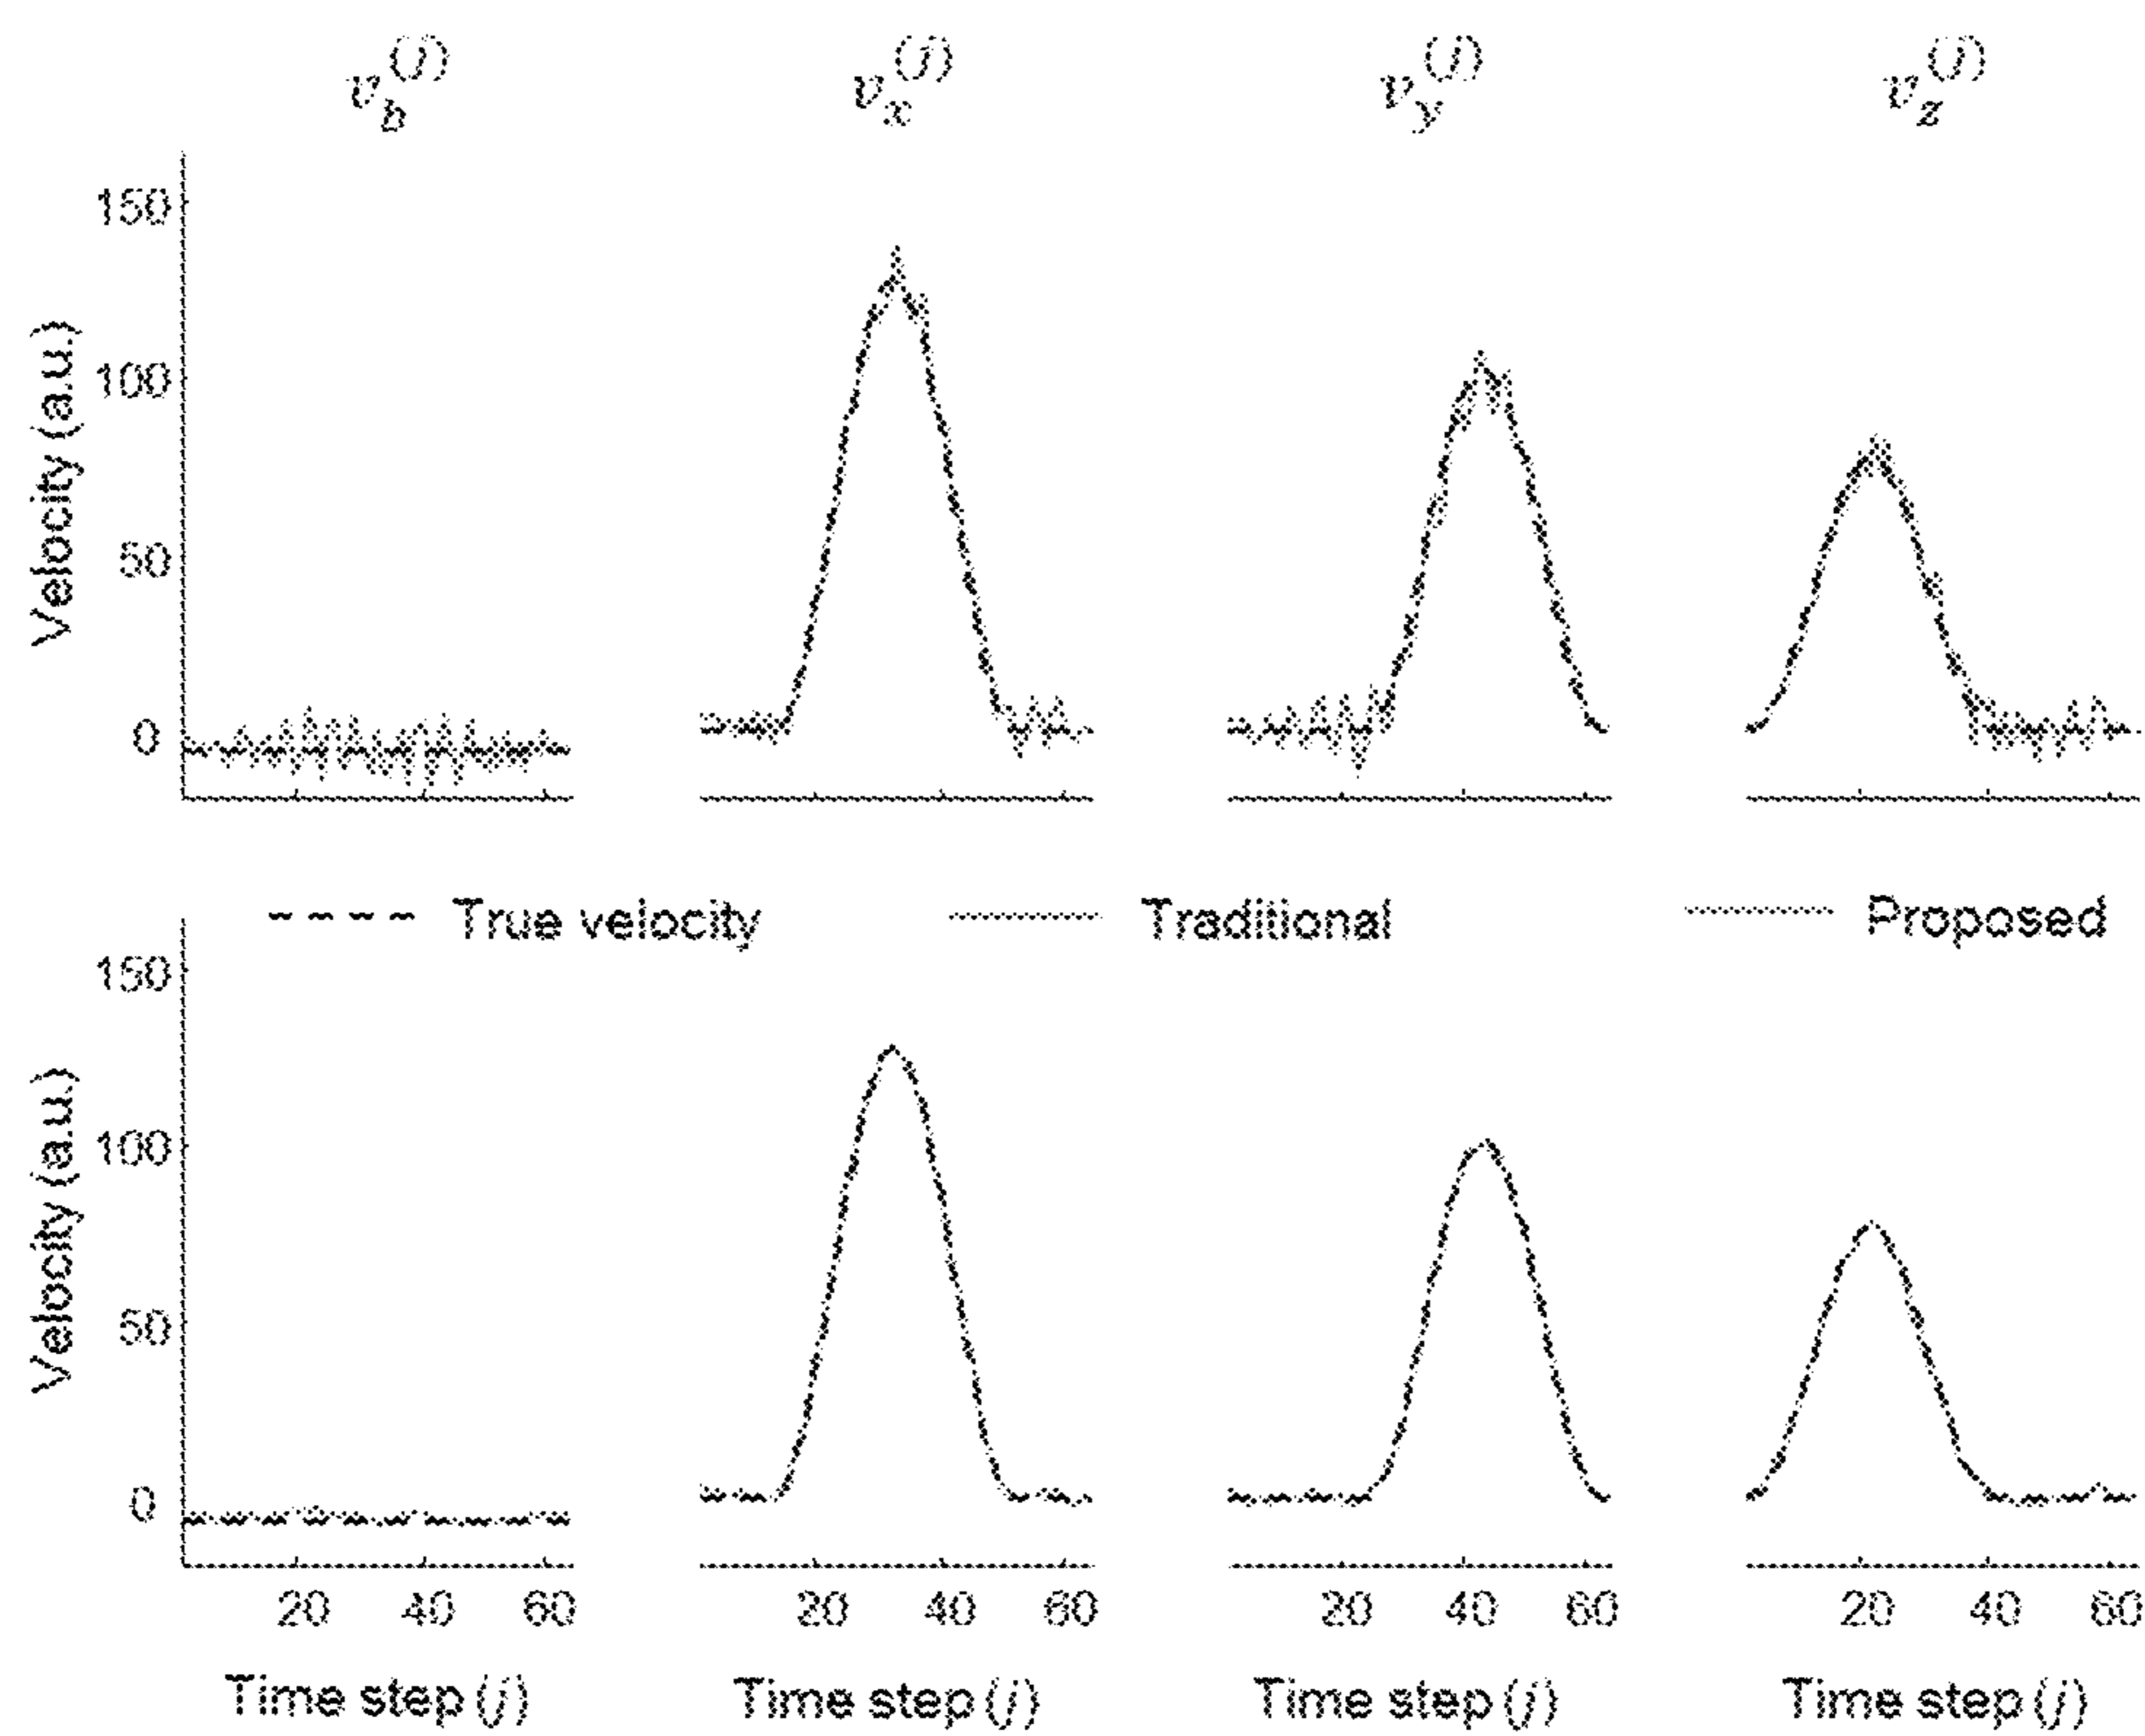 v_b^(j) v_x^(j) v_y^(j) v_z^(j)
150
100
50
0
Velocity (a.u.)
True velocity Traditional Proposed
150
100
50
0
Velocity (a.u.)
20 40 60 20 40 60 20 40 60 20 40 60
Time step (j) Time step (j) Time step (j) Time step (j)